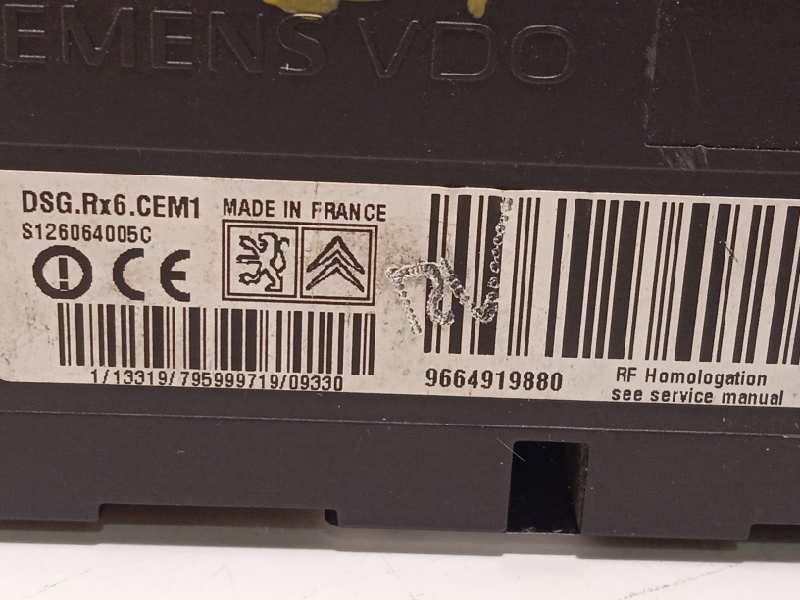 EMENS VDO
DSG.Rx6.CEM1 MADE IN FRANCE
S126064005C
CE
1/13319/795999719/09330
9664919880
RF Homologation
see service manual